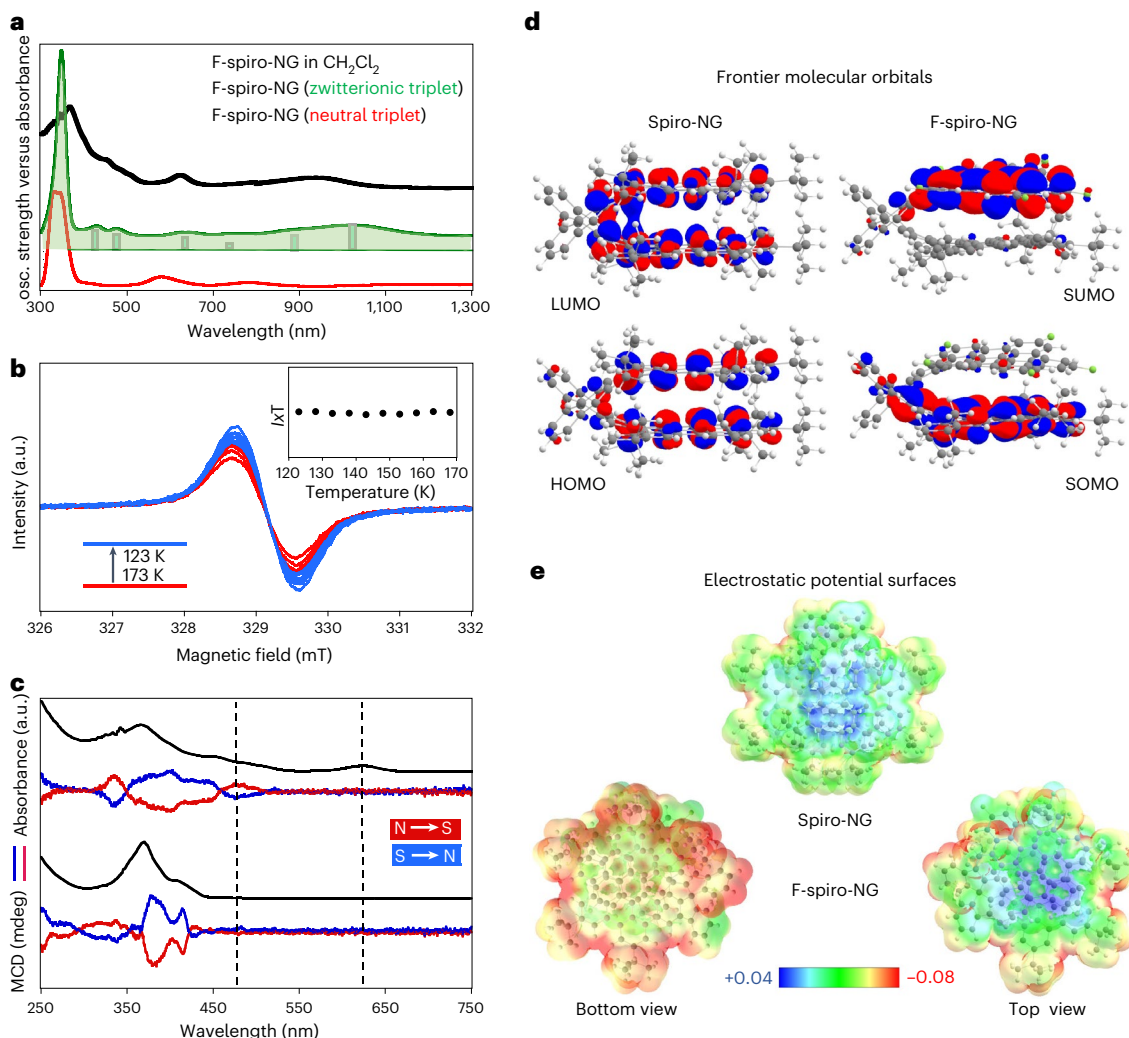 a
osc. strength versus absorbance
F-spiro-NG in CH₂Cl₂
F-spiro-NG (zwitterionic triplet)
F-spiro-NG (neutral triplet)
300
500
700
900
1,100
1,300
Wavelength (nm)
b
Intensity (a.u.)
IxT
120
130
140
150
160
170
Temperature (K)
123 K
173 K
326
327
328
329
330
331
332
Magnetic field (mT)
c
MCD (mdeg)
Absorbance (a.u.)
N → S
S → N
250
350
450
550
650
750
Wavelength (nm)
d
Frontier molecular orbitals
Spiro-NG
F-spiro-NG
LUMO
SUMO
HOMO
SOMO
e
Electrostatic potential surfaces
Spiro-NG
F-spiro-NG
+0.04
−0.08
Bottom view
Top view